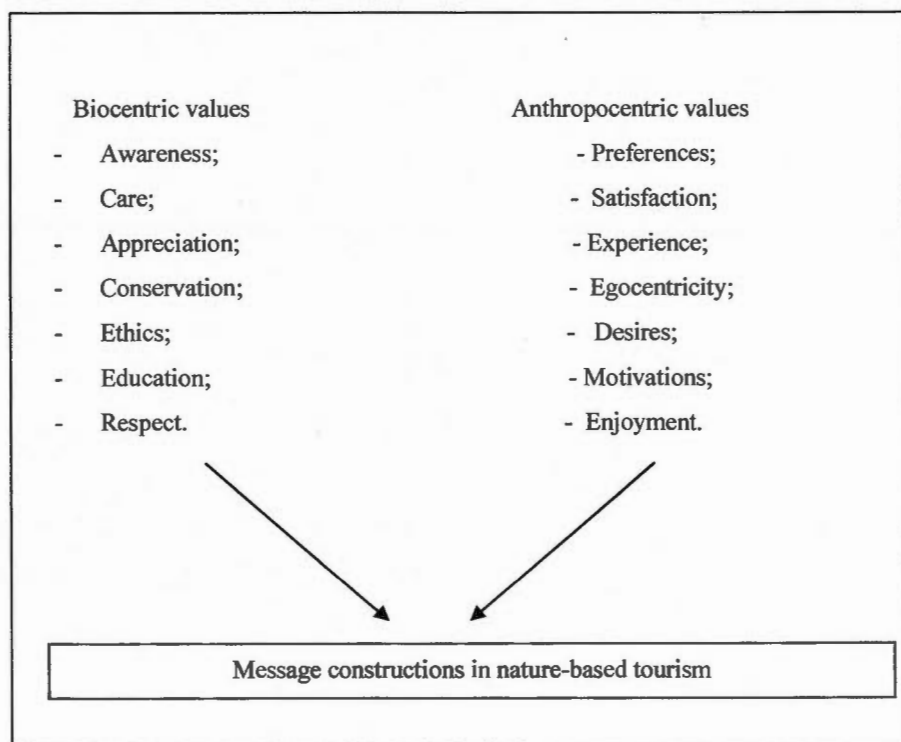 Biocentric values
- Awareness;
- Care;
- Appreciation;
- Conservation;
- Ethics;
- Education;
- Respect.
Anthropocentric values
- Preferences;
- Satisfaction;
- Experience;
- Egocentricity;
- Desires;
- Motivations;
- Enjoyment.
Message constructions in nature-based tourism